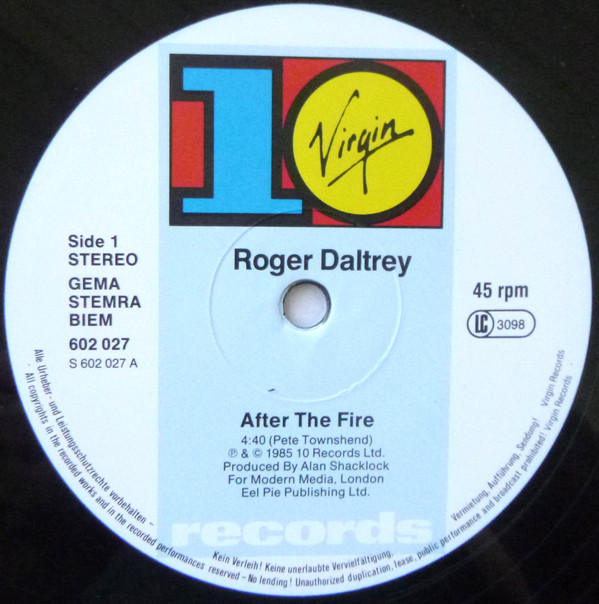 10
Virgin
Roger Daltrey
Side 1
STEREO
GEMA
STEMRA
BIEM
602 027
S 602 027 A
45 rpm
LC 3098
After The Fire
4:40 (Pete Townshend)
℗ & © 1985 10 Records Ltd.
Produced By Alan Shacklock
For Modern Media, London
Eel Pie Publishing Ltd.
records
Alle Urheber- und Leistungsschutzrechte vorbehalten – Kein Verleih! Keine unerlaubte Vervielfältigung, Vermietung, Aufführung, Sendung! Virgin Records
· All copyrights in the recorded works and in the recorded performances reserved – No lending! Unauthorized duplication, lease, public performance and broadcast prohibited! Virgin Records ·